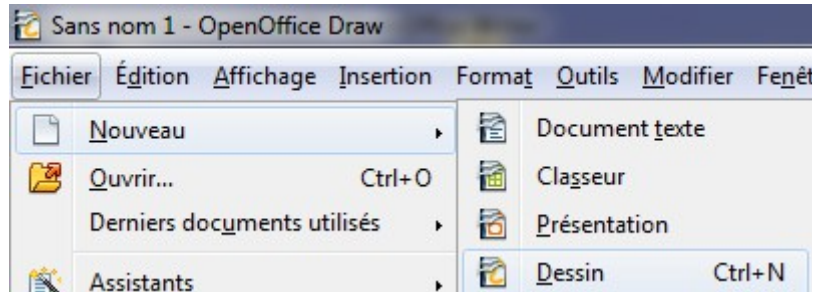 Sans nom 1 - OpenOffice Draw
Fichier Édition Affichage Insertion Format Outils Modifier Fenêt
Nouveau
Document texte
Ouvrir... Ctrl+O
Classeur
Derniers documents utilisés
Présentation
Assistants
Dessin Ctrl+N